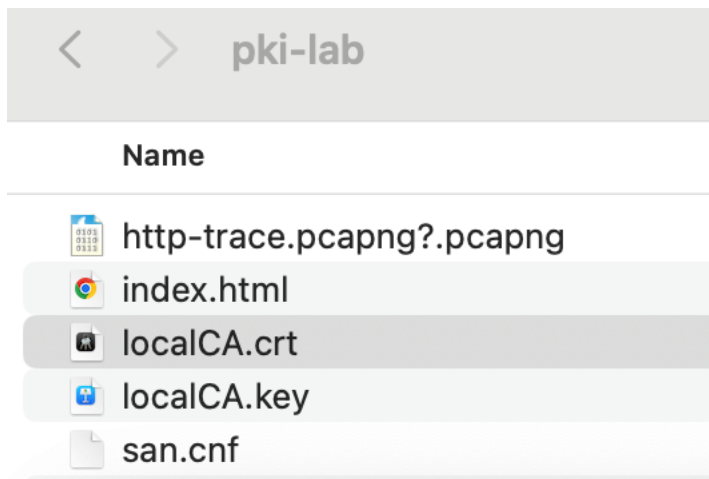 pki-lab
Name
http-trace.pcapng?.pcapng
index.html
localCA.crt
localCA.key
san.cnf